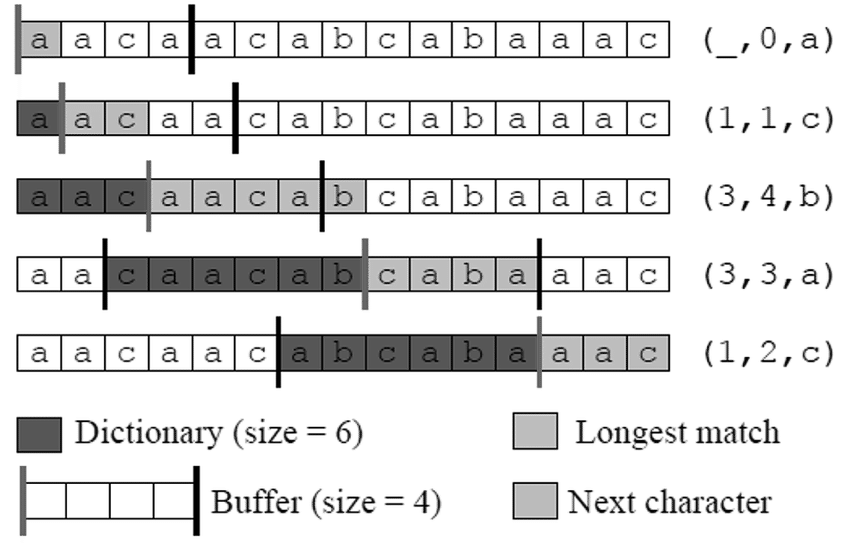 a a c a a c a b c a b a a a c (_,0,a)
a a c a a c a b c a b a a a c (1,1,c)
a a c a a c a b c a b a a a c (3,4,b)
a a c a a c a b c a b a a a c (3,3,a)
a a c a a c a b c a b a a a c (1,2,c)
Dictionary (size = 6) Longest match
Buffer (size = 4) Next character